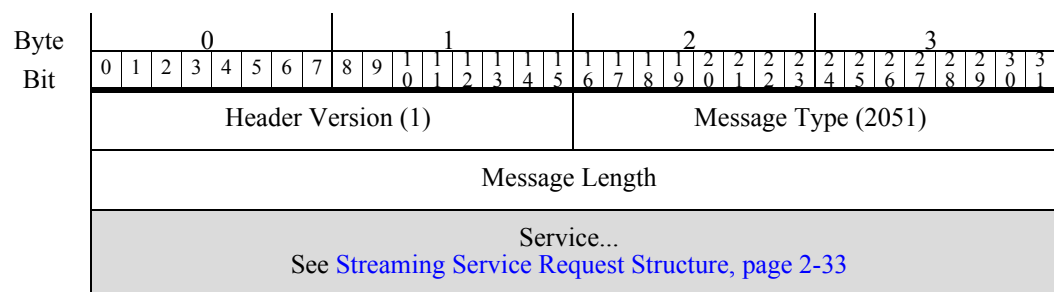 Byte 0 1 2 3
Bit 0 1 2 3 4 5 6 7 8 9 10 11 12 13 14 15 16 17 18 19 20 21 22 23 24 25 26 27 28 29 30 31
Header Version (1) Message Type (2051)
Message Length
Service...
See Streaming Service Request Structure, page 2-33